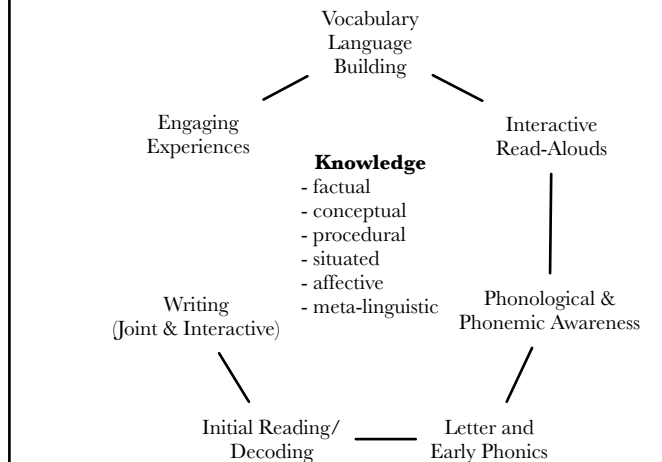 Vocabulary
Language
Building
Engaging
Experiences
Interactive
Read-Alouds
Knowledge
- factual
- conceptual
- procedural
- situated
- affective
- meta-linguistic
Writing
(Joint & Interactive)
Phonological &
Phonemic Awareness
Initial Reading/
Decoding
Letter and
Early Phonics